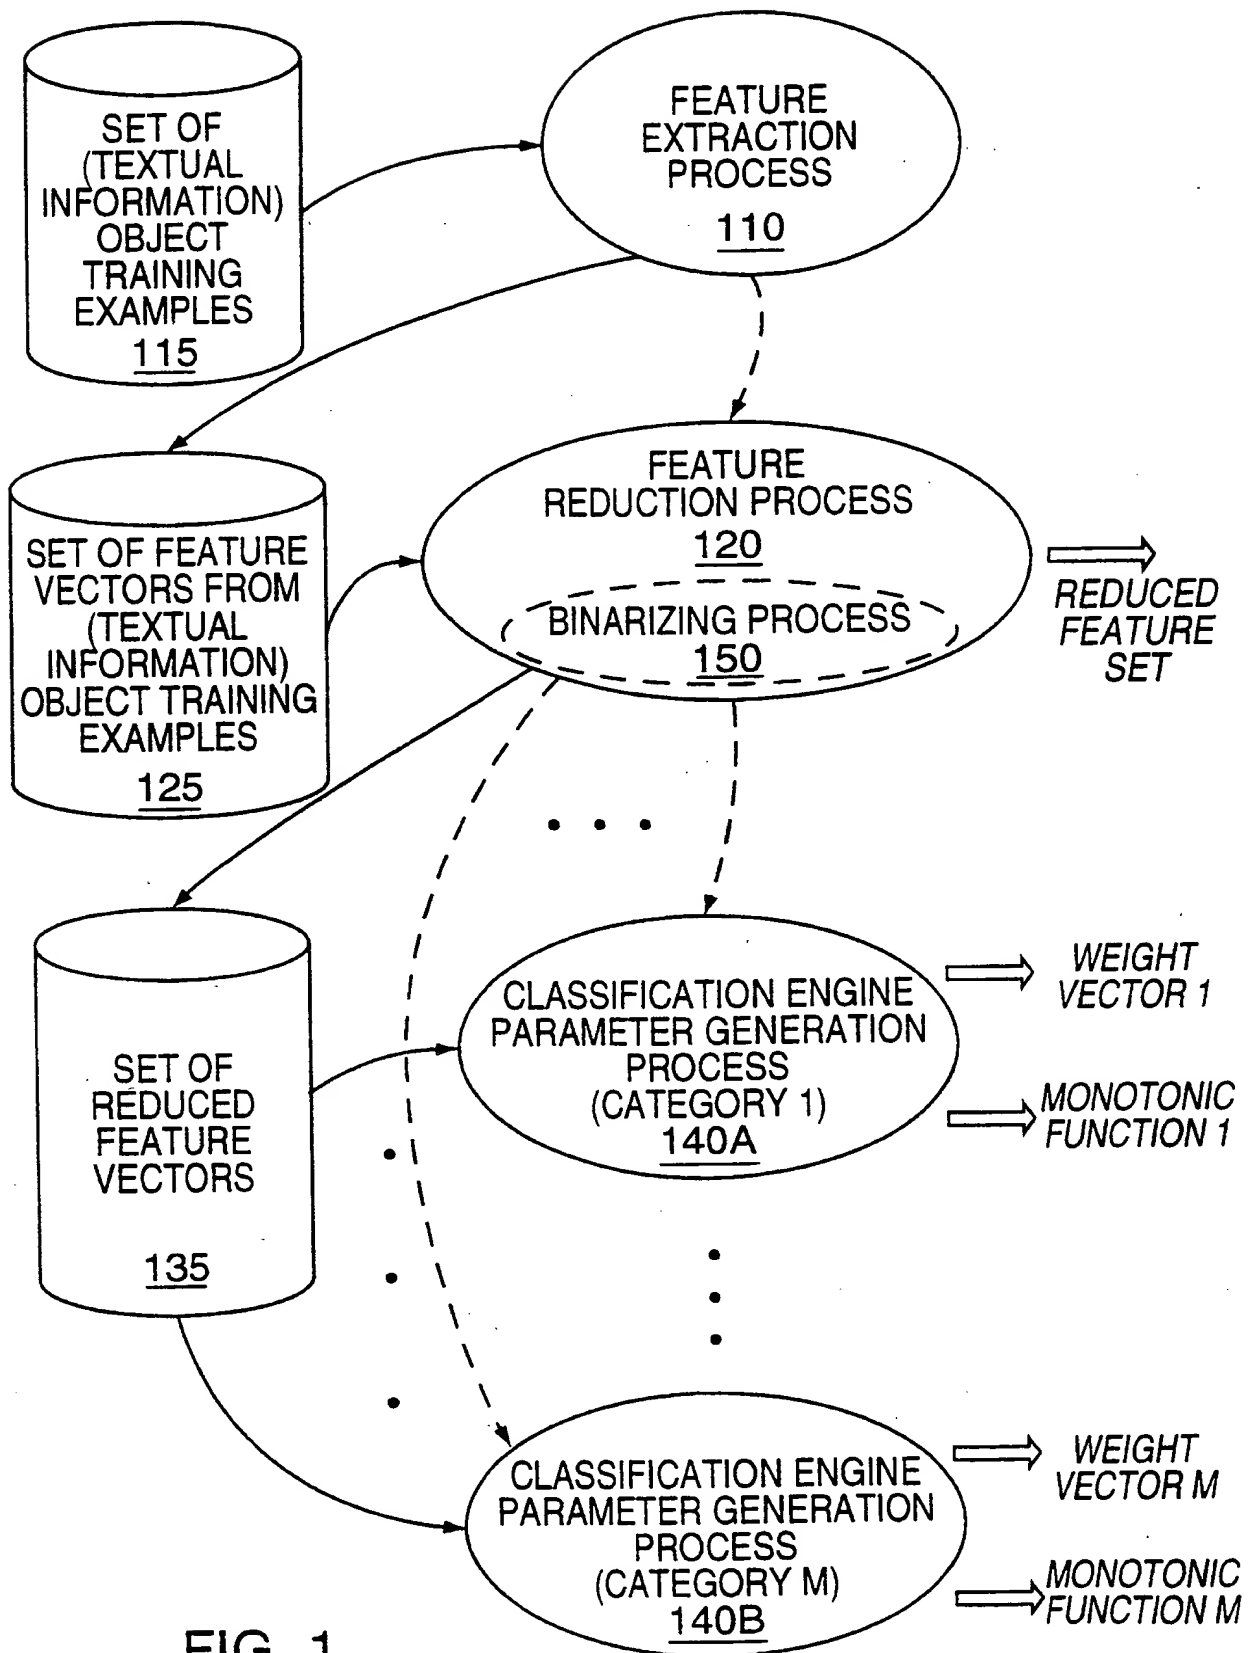 SET OF
(TEXTUAL
INFORMATION)
OBJECT
TRAINING
EXAMPLES
115
FEATURE
EXTRACTION
PROCESS
110
SET OF FEATURE
VECTORS FROM
(TEXTUAL
INFORMATION)
OBJECT TRAINING
EXAMPLES
125
FEATURE
REDUCTION PROCESS
120
BINARIZING PROCESS
150
REDUCED
FEATURE
SET
SET OF
REDUCED
FEATURE
VECTORS
135
CLASSIFICATION ENGINE
PARAMETER GENERATION
PROCESS
(CATEGORY 1)
140A
WEIGHT
VECTOR 1
MONOTONIC
FUNCTION 1
CLASSIFICATION ENGINE
PARAMETER GENERATION
PROCESS
(CATEGORY M)
140B
WEIGHT
VECTOR M
MONOTONIC
FUNCTION M
FIG. 1